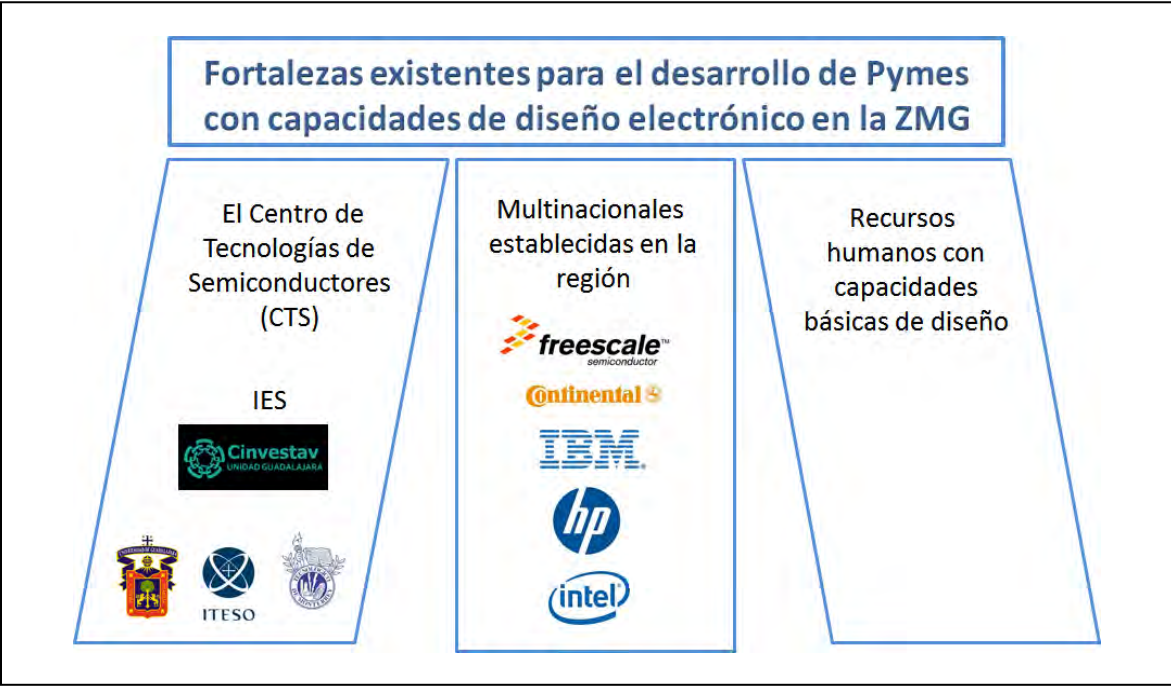 Fortalezas existentes para el desarrollo de Pymes
con capacidades de diseño electrónico en la ZMG
El Centro de
Tecnologías de
Semiconductores
(CTS)
IES
Cinvestav
UNIDAD GUADALAJARA
ITESO
Multinacionales
establecidas en la
región
freescale™
semiconductor
Continental
IBM.
hp
intel
Recursos
humanos con
capacidades
básicas de diseño